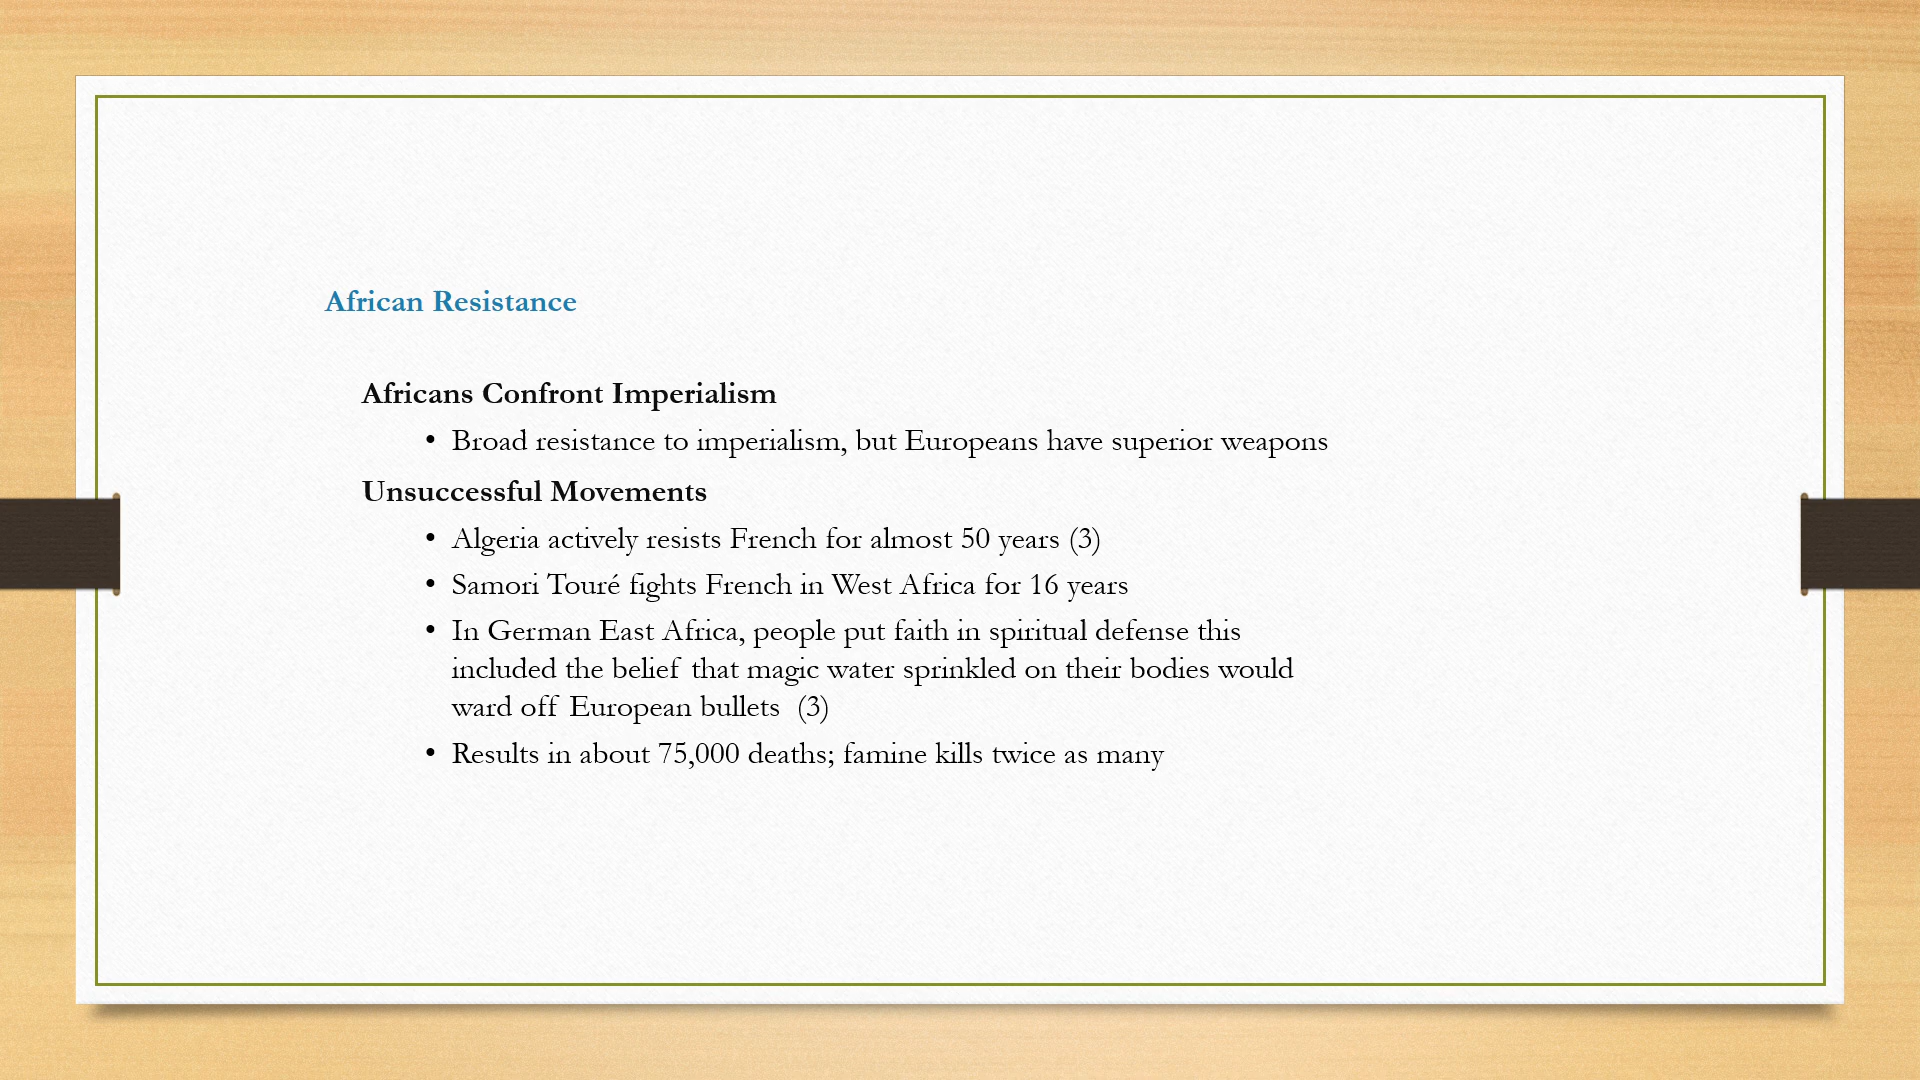 African Resistance
Africans Confront Imperialism
• Broad resistance to imperialism, but Europeans have superior weapons
Unsuccessful Movements
• Algeria actively resists French for almost 50 years (3)
• Samori Touré fights French in West Africa for 16 years
• In German East Africa, people put faith in spiritual defense this
included the belief that magic water sprinkled on their bodies would
ward off European bullets (3)
• Results in about 75,000 deaths; famine kills twice as many